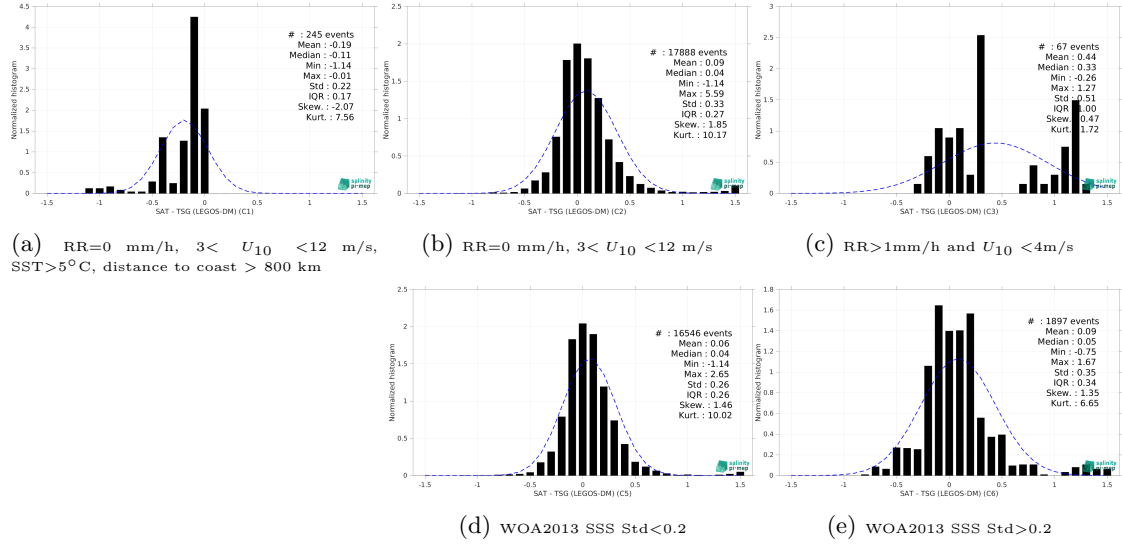 4.5
4
3.5
3
2.5
2
1.5
1
0.5
0
Normalized histogram
# : 245 events
Mean : -0.19
Median : -0.11
Min : -1.14
Max : -0.01
Std : 0.22
IQR : 0.17
Skew. : -2.07
Kurt. : 7.56
salinity
pi-mep
-1.5 -1 -0.5 0 0.5 1 1.5
SAT - TSG (LEGOS-DM) (C1)
(a) RR=0 mm/h, 3< U10 <12 m/s,
SST>5°C, distance to coast > 800 km
2.5
2
1.5
1
0.5
0
Normalized histogram
# : 17888 events
Mean : 0.09
Median : 0.04
Min : -1.14
Max : 5.59
Std : 0.33
IQR : 0.27
Skew. : 1.85
Kurt. : 10.17
salinity
pi-mep
-1.5 -1 -0.5 0 0.5 1 1.5
SAT - TSG (LEGOS-DM) (C2)
(b) RR=0 mm/h, 3< U10 <12 m/s
3
2.5
2
1.5
1
0.5
0
Normalized histogram
# : 67 events
Mean : 0.44
Median : 0.33
Min : -0.26
Max : 1.27
Std : 0.51
IQR : 1.00
Skew. : 0.47
Kurt. : 1.72
salinity
pi-mep
-1.5 -1 -0.5 0 0.5 1 1.5
SAT - TSG (LEGOS-DM) (C3)
(c) RR>1mm/h and U10 <4m/s
2.5
2
1.5
1
0.5
0
Normalized histogram
# : 16546 events
Mean : 0.06
Median : 0.04
Min : -1.14
Max : 2.65
Std : 0.26
IQR : 0.26
Skew. : 1.46
Kurt. : 10.02
salinity
pi-mep
-1.5 -1 -0.5 0 0.5 1 1.5
SAT - TSG (LEGOS-DM) (C5)
(d) WOA2013 SSS Std<0.2
1.8
1.6
1.4
1.2
1
0.8
0.6
0.4
0.2
0
Normalized histogram
# : 1897 events
Mean : 0.09
Median : 0.05
Min : -0.75
Max : 1.67
Std : 0.35
IQR : 0.34
Skew. : 1.35
Kurt. : 6.65
salinity
pi-mep
-1.5 -1 -0.5 0 0.5 1 1.5
SAT - TSG (LEGOS-DM) (C6)
(e) WOA2013 SSS Std>0.2